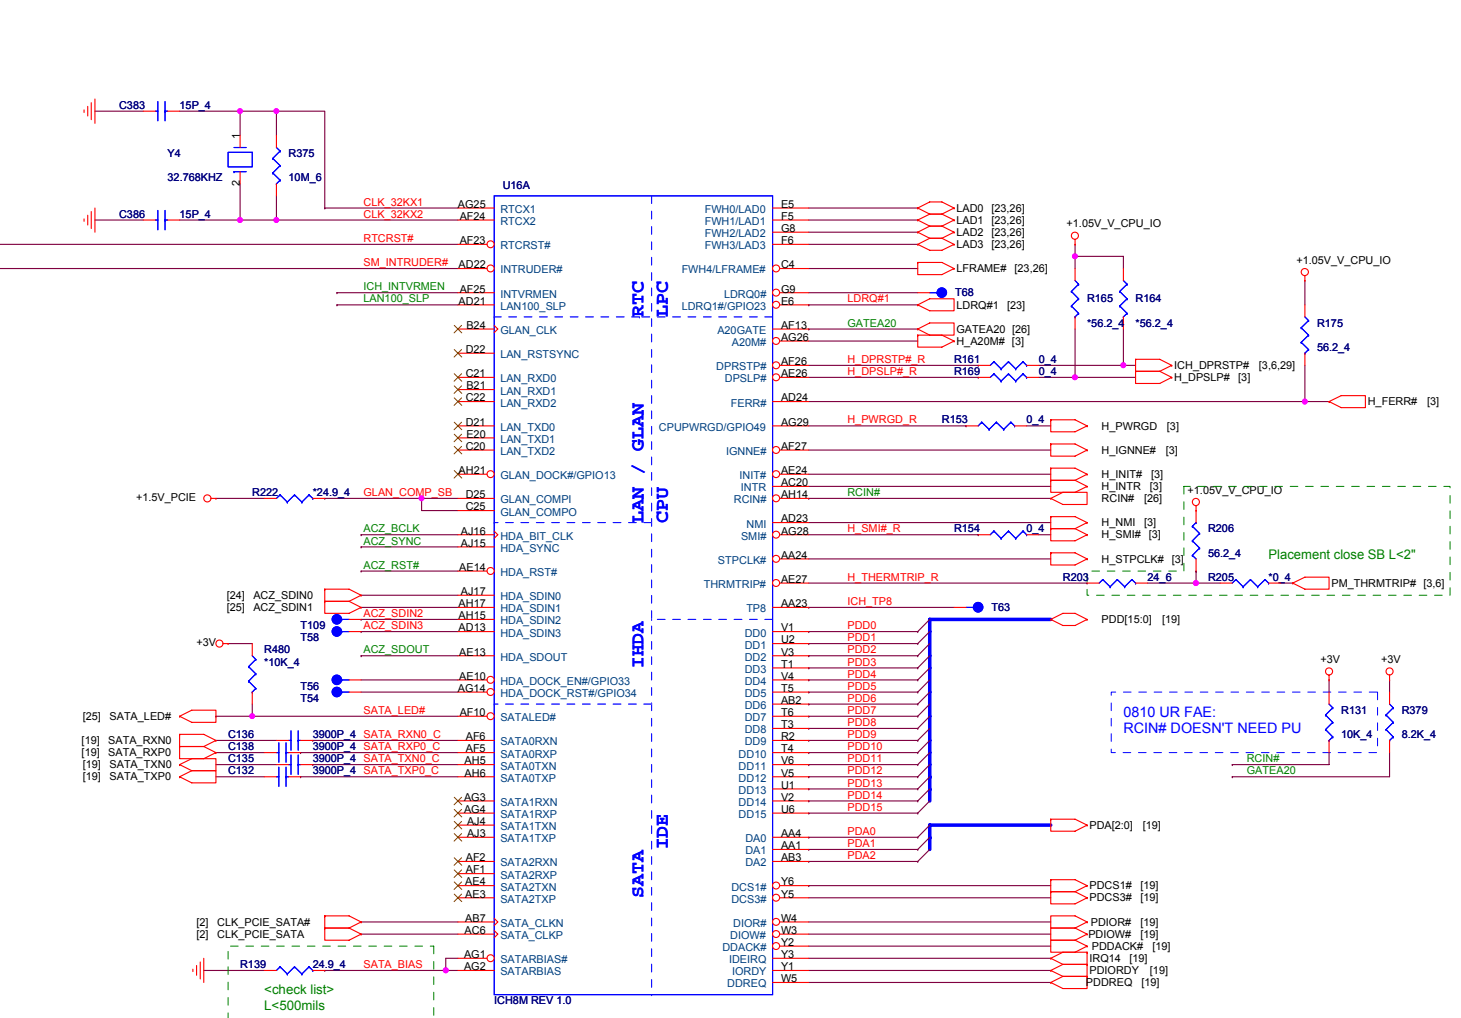 C383 15P_4
Y4
32.768KHZ
1
2
R375
10M_6
C386 15P_4
U16A
CLK_32KX1 AG25 RTCX1
CLK_32KX2 AF24 RTCX2
RTCRST# AF23 RTCRST#
SM_INTRUDER# AD22 INTRUDER#
ICH_INTVRMEN AF25 INTVRMEN
LAN100_SLP AD21 LAN100_SLP
B24 GLAN_CLK
D22 LAN_RSTSYNC
C21 LAN_RXD0
B21 LAN_RXD1
C22 LAN_RXD2
D21 LAN_TXD0
E20 LAN_TXD1
C20 LAN_TXD2
AH21 GLAN_DOCK#/GPIO13
+1.5V_PCIE R222 *24.9_4 GLAN_COMP_SB D25 GLAN_COMPI
C25 GLAN_COMPO
ACZ_BCLK AJ16 HDA_BIT_CLK
ACZ_SYNC AJ15 HDA_SYNC
ACZ_RST# AE14 HDA_RST#
[24] ACZ_SDIN0 AJ17 HDA_SDIN0
[25] ACZ_SDIN1 AH17 HDA_SDIN1
T109 ACZ_SDIN2 AH15 HDA_SDIN2
T58 ACZ_SDIN3 AD13 HDA_SDIN3
+3V
R480
*10K_4
ACZ_SDOUT AE13 HDA_SDOUT
T56 AE10 HDA_DOCK_EN#/GPIO33
T54 AG14 HDA_DOCK_RST#/GPIO34
[25] SATA_LED# SATA_LED# AF10 SATALED#
[19] SATA_RXN0 C136 3900P_4 SATA_RXN0_C AF6 SATA0RXN
[19] SATA_RXP0 C138 3900P_4 SATA_RXP0_C AF5 SATA0RXP
[19] SATA_TXN0 C135 3900P_4 SATA_TXN0_C AH5 SATA0TXN
[19] SATA_TXP0 C132 3900P_4 SATA_TXP0_C AH6 SATA0TXP
AG3 SATA1RXN
AG4 SATA1RXP
AJ4 SATA1TXN
AJ3 SATA1TXP
AF2 SATA2RXN
AF1 SATA2RXP
AE4 SATA2TXN
AE3 SATA2TXP
[2] CLK_PCIE_SATA# AB7 SATA_CLKN
[2] CLK_PCIE_SATA AC6 SATA_CLKP
AG1 SATARBIAS#
R139 24.9_4 SATA_BIAS AG2 SATARBIAS
<check list>
L<500mils
ICH8M REV 1.0
RTC
LPC
LAN / GLAN
CPU
IHDA
SATA
IDE
FWH0/LAD0 E5 LAD0 [23,26]
FWH1/LAD1 F5 LAD1 [23,26]
FWH2/LAD2 G8 LAD2 [23,26]
FWH3/LAD3 F6 LAD3 [23,26]
FWH4/LFRAME# C4 LFRAME# [23,26]
LDRQ0# G9 T68
LDRQ1#/GPIO23 E6 LDRQ#1 LDRQ#1 [23]
A20GATE AF13 GATEA20 GATEA20 [26]
A20M# AG26 H_A20M# [3]
DPRSTP# AF26 H_DPRSTP#_R R161 0_4 ICH_DPRSTP# [3,6,29]
DPSLP# AE26 H_DPSLP#_R R169 0_4 H_DPSLP# [3]
FERR# AD24 H_FERR# [3]
CPUPWRGD/GPIO49 AG29 H_PWRGD_R R153 0_4 H_PWRGD [3]
IGNNE# AF27 H_IGNNE# [3]
INIT# AE24 H_INIT# [3]
INTR AC20 H_INTR [3]
RCIN# AH14 RCIN# RCIN# [26]
NMI AD23 H_NMI [3]
SMI# AG28 H_SMI#_R R154 0_4 H_SMI# [3]
STPCLK# AA24 H_STPCLK# [3]
THRMTRIP# AE27 H_THERMTRIP_R R203 24_6 R205 *0_4 PM_THRMTRIP# [3,6]
TP8 AA23 ICH_TP8 T63
+1.05V_V_CPU_IO
R165
*56.2_4
R164
*56.2_4
+1.05V_V_CPU_IO
R175
56.2_4
+1.05V_V_CPU_IO
R206
56.2_4
Placement close SB L<2"
DD0 V1 PDD0
DD1 U2 PDD1
DD2 V3 PDD2
DD3 T1 PDD3
DD4 V4 PDD4
DD5 T5 PDD5
DD6 AB2 PDD6
DD7 T6 PDD7
DD8 T3 PDD8
DD9 R2 PDD9
DD10 T4 PDD10
DD11 V6 PDD11
DD12 V5 PDD12
DD13 U1 PDD13
DD14 V2 PDD14
DD15 U6 PDD15
PDD[15:0] [19]
DA0 AA4 PDA0
DA1 AA1 PDA1
DA2 AB3 PDA2
PDA[2:0] [19]
DCS1# Y6 PDCS1# [19]
DCS3# Y5 PDCS3# [19]
DIOR# W4 PDIOR# [19]
DIOW# W3 PDIOW# [19]
DDACK# Y2 PDDACK# [19]
IDEIRQ Y3 IRQ14 [19]
IORDY Y1 PDIORDY [19]
DDREQ W5 PDDREQ [19]
+3V +3V
0810 UR FAE:
RCIN# DOESN'T NEED PU
R131
10K_4
R379
8.2K_4
RCIN#
GATEA20